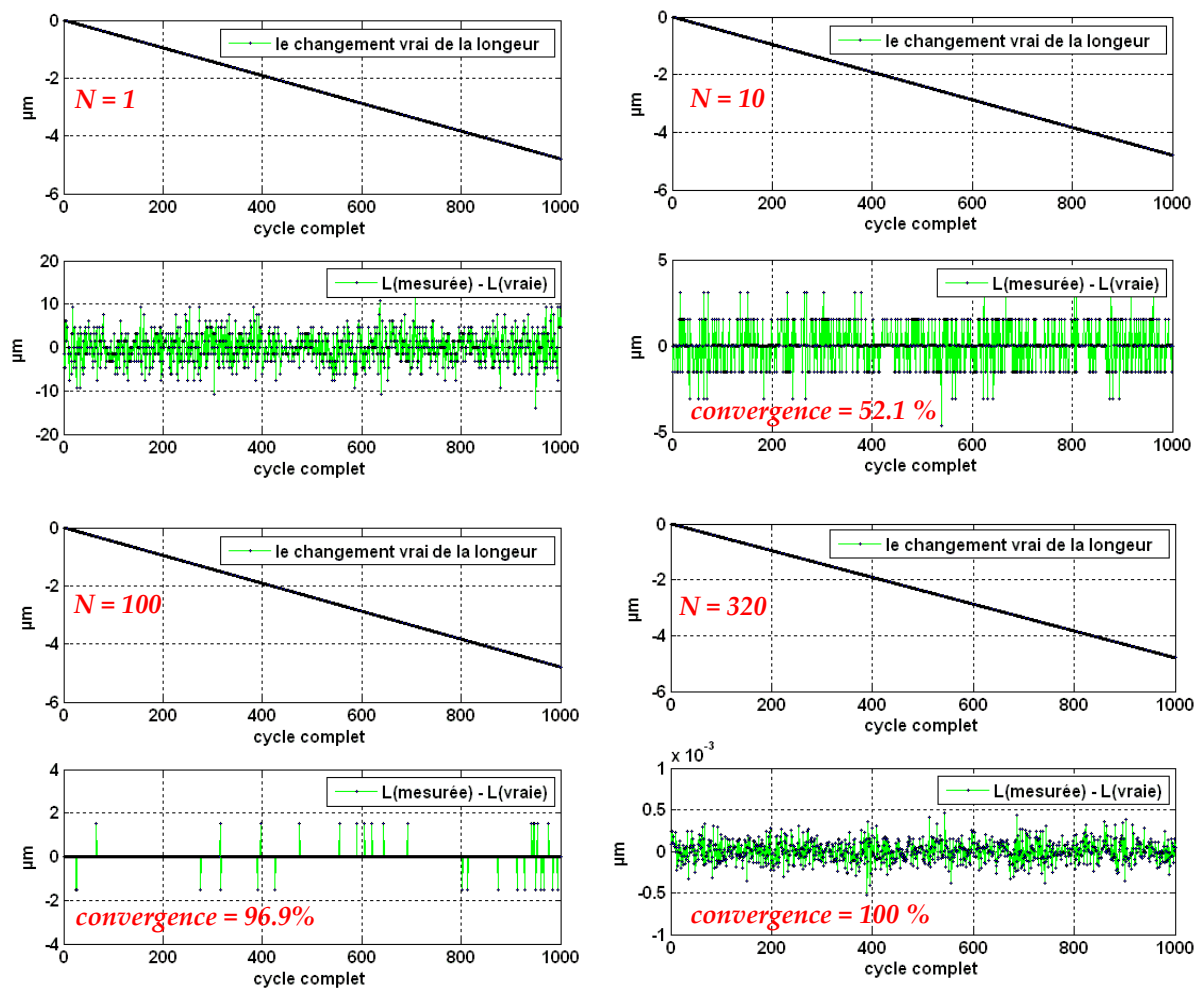 0
-2
-4
-6
µm
le changement vrai de la longeur
N = 1
0 200 400 600 800 1000
cycle complet
0
-2
-4
-6
µm
le changement vrai de la longeur
N = 10
0 200 400 600 800 1000
cycle complet
20
10
0
-10
-20
µm
L(mesurée) - L(vraie)
0 200 400 600 800 1000
cycle complet
5
0
-5
µm
L(mesurée) - L(vraie)
convergence = 52.1 %
0 200 400 600 800 1000
cycle complet
0
-2
-4
-6
µm
le changement vrai de la longeur
N = 100
0 200 400 600 800 1000
cycle complet
0
-2
-4
-6
µm
le changement vrai de la longeur
N = 320
0 200 400 600 800 1000
cycle complet
4
2
0
-2
-4
µm
L(mesurée) - L(vraie)
convergence = 96.9%
0 200 400 600 800 1000
cycle complet
x 10⁻³
1
0.5
0
-0.5
-1
µm
L(mesurée) - L(vraie)
convergence = 100 %
0 200 400 600 800 1000
cycle complet